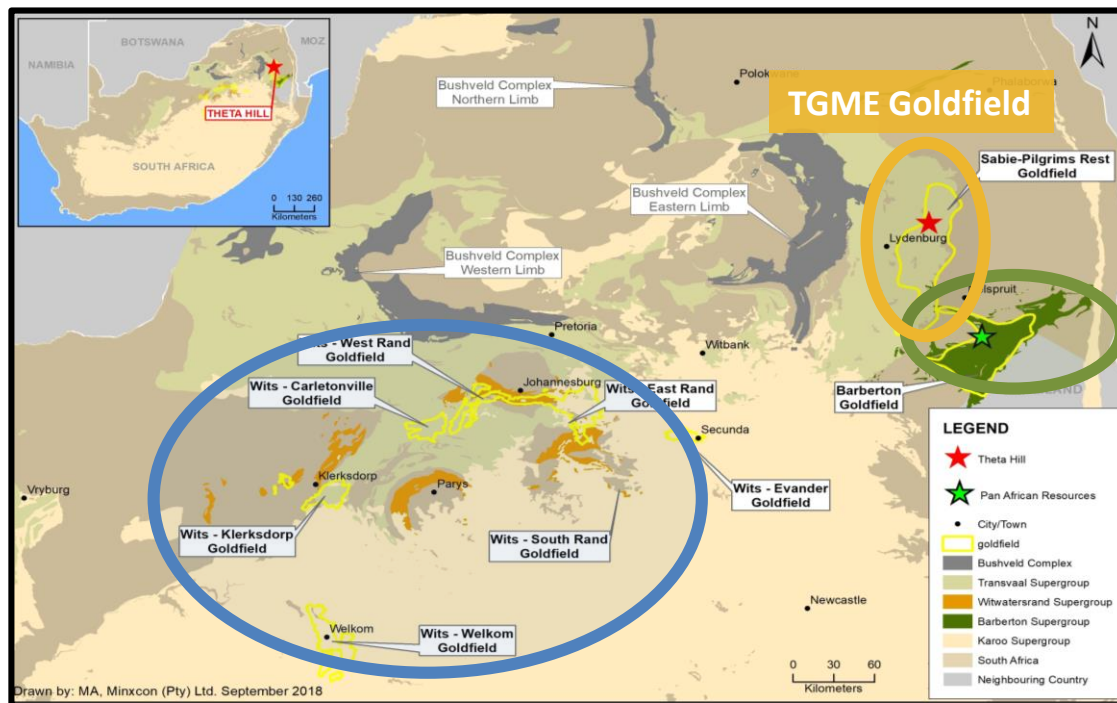 BOTSWANA
MOZ
NAMIBIA
THETA HILL
SOUTH AFRICA
0 130 260
Kilometers
N
Bushveld Complex
Northern Limb
Polokwane
Phalaborwa
TGME Goldfield
Sabie-Pilgrims Rest
Goldfield
Bushveld Complex
Eastern Limb
Lydenburg
Bushveld Complex
Western Limb
Pretoria
Witbank
Wits - West Rand
Goldfield
Johannesburg
Wits - East Rand
Goldfield
Wits - Carletonville
Goldfield
Barberton
Goldfield
Secunda
Klerksdorp
Parys
Vryburg
Wits - Evander
Goldfield
Wits - Klerksdorp
Goldfield
Wits - South Rand
Goldfield
Newcastle
Welkom
Wits - Welkom
Goldfield
0 10 30 60
Kilometers
Drawn by: MA, Minxcon (Pty) Ltd. September 2018
LEGEND
Theta Hill
Pan African Resources
City/Town
goldfield
Bushveld Complex
Transvaal Supergroup
Witwatersrand Supergroup
Barberton Supergroup
Karoo Supergroup
South Africa
Neighbouring Country